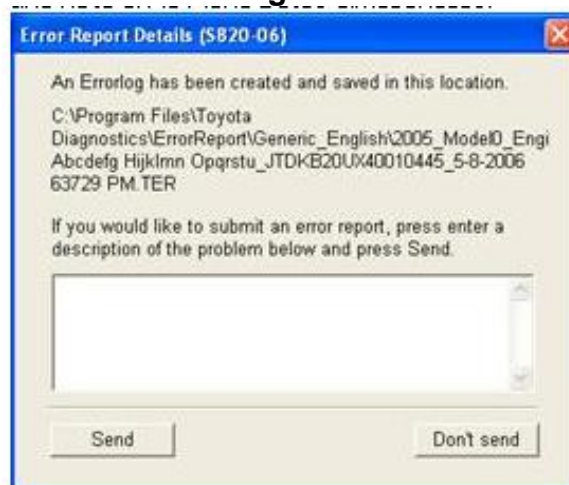 Error Report Details (S820-06)
An Errorlog has been created and saved in this location.
C:\Program Files\Toyota
Diagnostics\ErrorReport\Generic_English\2005_Model0_Engi
Abcdefg Hijklmn Opqrstu_JTDKB20UX40010445_5-8-2006
63729 PM.TER
If you would like to submit an error report, press enter a
description of the problem below and press Send.
Send
Don't send